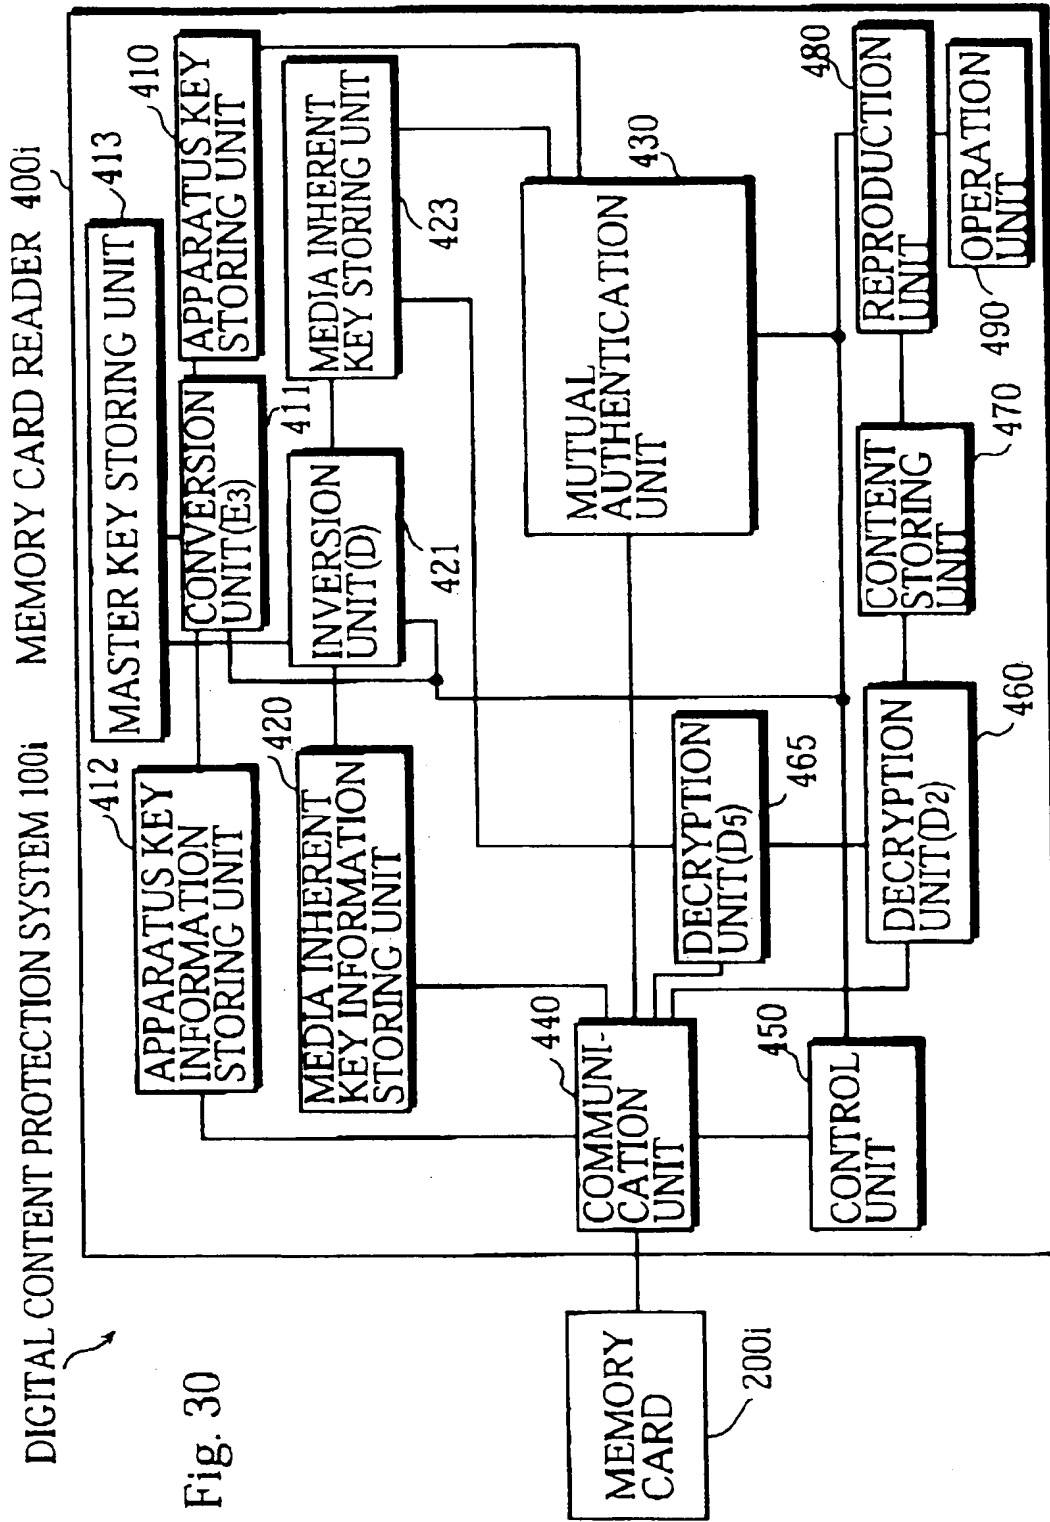 DIGITAL CONTENT PROTECTION SYSTEM 100i
MEMORY CARD READER 400i
Fig. 30
MASTER KEY STORING UNIT
413
412
APPARATUS KEY
INFORMATION
STORING UNIT
CONVERSION
UNIT(E3)
411
APPARATUS KEY
STORING UNIT
410
420
MEDIA INHERENT
KEY INFORMATION
STORING UNIT
INVERSION
UNIT(D)
421
MEDIA INHERENT
KEY STORING UNIT
423
MEMORY
CARD
200i
440
COMMUNI-
CATION
UNIT
MUTUAL
AUTHENTICATION
UNIT
430
DECRYPTION
UNIT(D5)
465
450
CONTROL
UNIT
DECRYPTION
UNIT(D2)
460
CONTENT
STORING
UNIT
470
REPRODUCTION
UNIT
480
OPERATION
UNIT
490